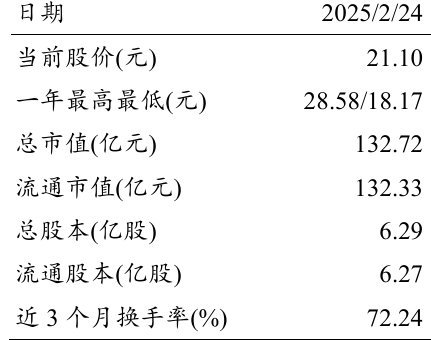 日期 2025/2/24
当前股价(元) 21.10
一年最高最低(元) 28.58/18.17
总市值(亿元) 132.72
流通市值(亿元) 132.33
总股本(亿股) 6.29
流通股本(亿股) 6.27
近 3 个月换手率(%) 72.24